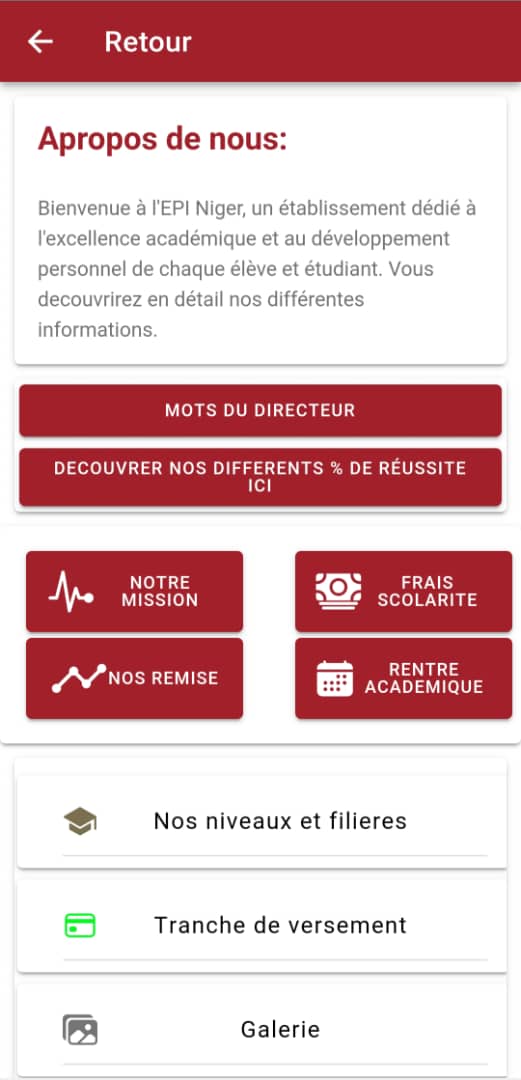 Retour
Apropos de nous:
Bienvenue à l'EPI Niger, un établissement dédié à
l'excellence académique et au développement
personnel de chaque élève et étudiant. Vous
decouvrirez en détail nos différentes
informations.
MOTS DU DIRECTEUR
DECOUVRER NOS DIFFERENTS % DE RÉUSSITE
ICI
NOTRE
MISSION
FRAIS
SCOLARITE
NOS REMISE
RENTRE
ACADEMIQUE
Nos niveaux et filieres
Tranche de versement
Galerie